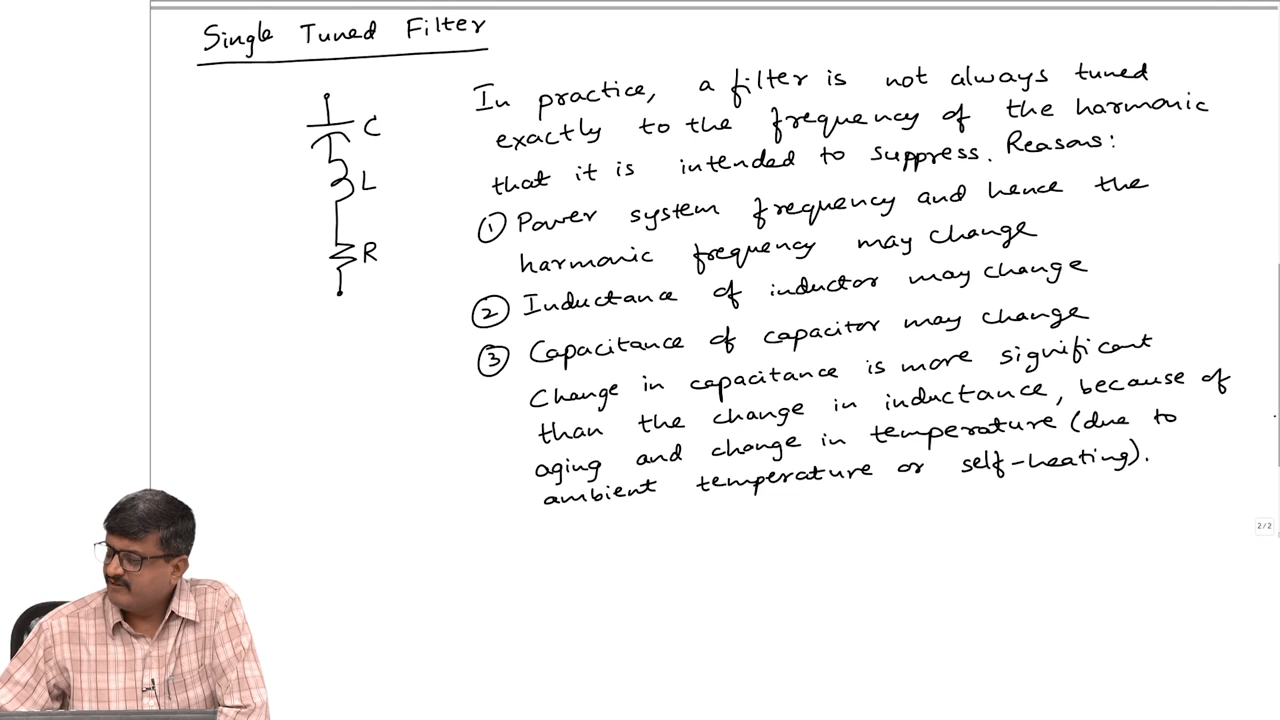 Single Tuned Filter
C
L
R
In practice, a filter is not always tuned
exactly to the frequency of the harmonic
that it is intended to suppress. Reasons:
① Power system frequency and hence the
harmonic frequency may change
② Inductance of inductor may change
③ Capacitance of capacitor may change
Change in capacitance is more significant
than the change in inductance, because of
aging and change in temperature (due to
ambient temperature or self-heating).
2/2